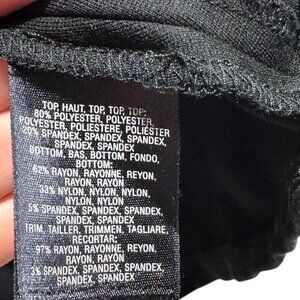 TOP, HAUT, TOP, TOP, TOP:
80% POLYESTER, POLYESTER,
POLYESTER, POLIESTERE, POLIÉSTER
20% SPANDEX, SPANDEX,
SPANDEX, SPANDEX, SPANDEX
BOTTOM, BAS, BOTTOM, FONDO,
BOTTOM:
62% RAYON, RAYONNE, REYON,
RAYON, RAYON
33% NYLON, NYLON, NYLON,
NYLON, NYLON
5% SPANDEX, SPANDEX,
SPANDEX, SPANDEX, SPANDEX
TRIM, TAILLER, TRIMMEN, TAGLIARE,
RECORTAR:
97% RAYON, RAYONNE, REYON,
RAYON, RAYON
3% SPANDEX, SPANDEX,
SPANDEX, SPANDEX, SPANDEX